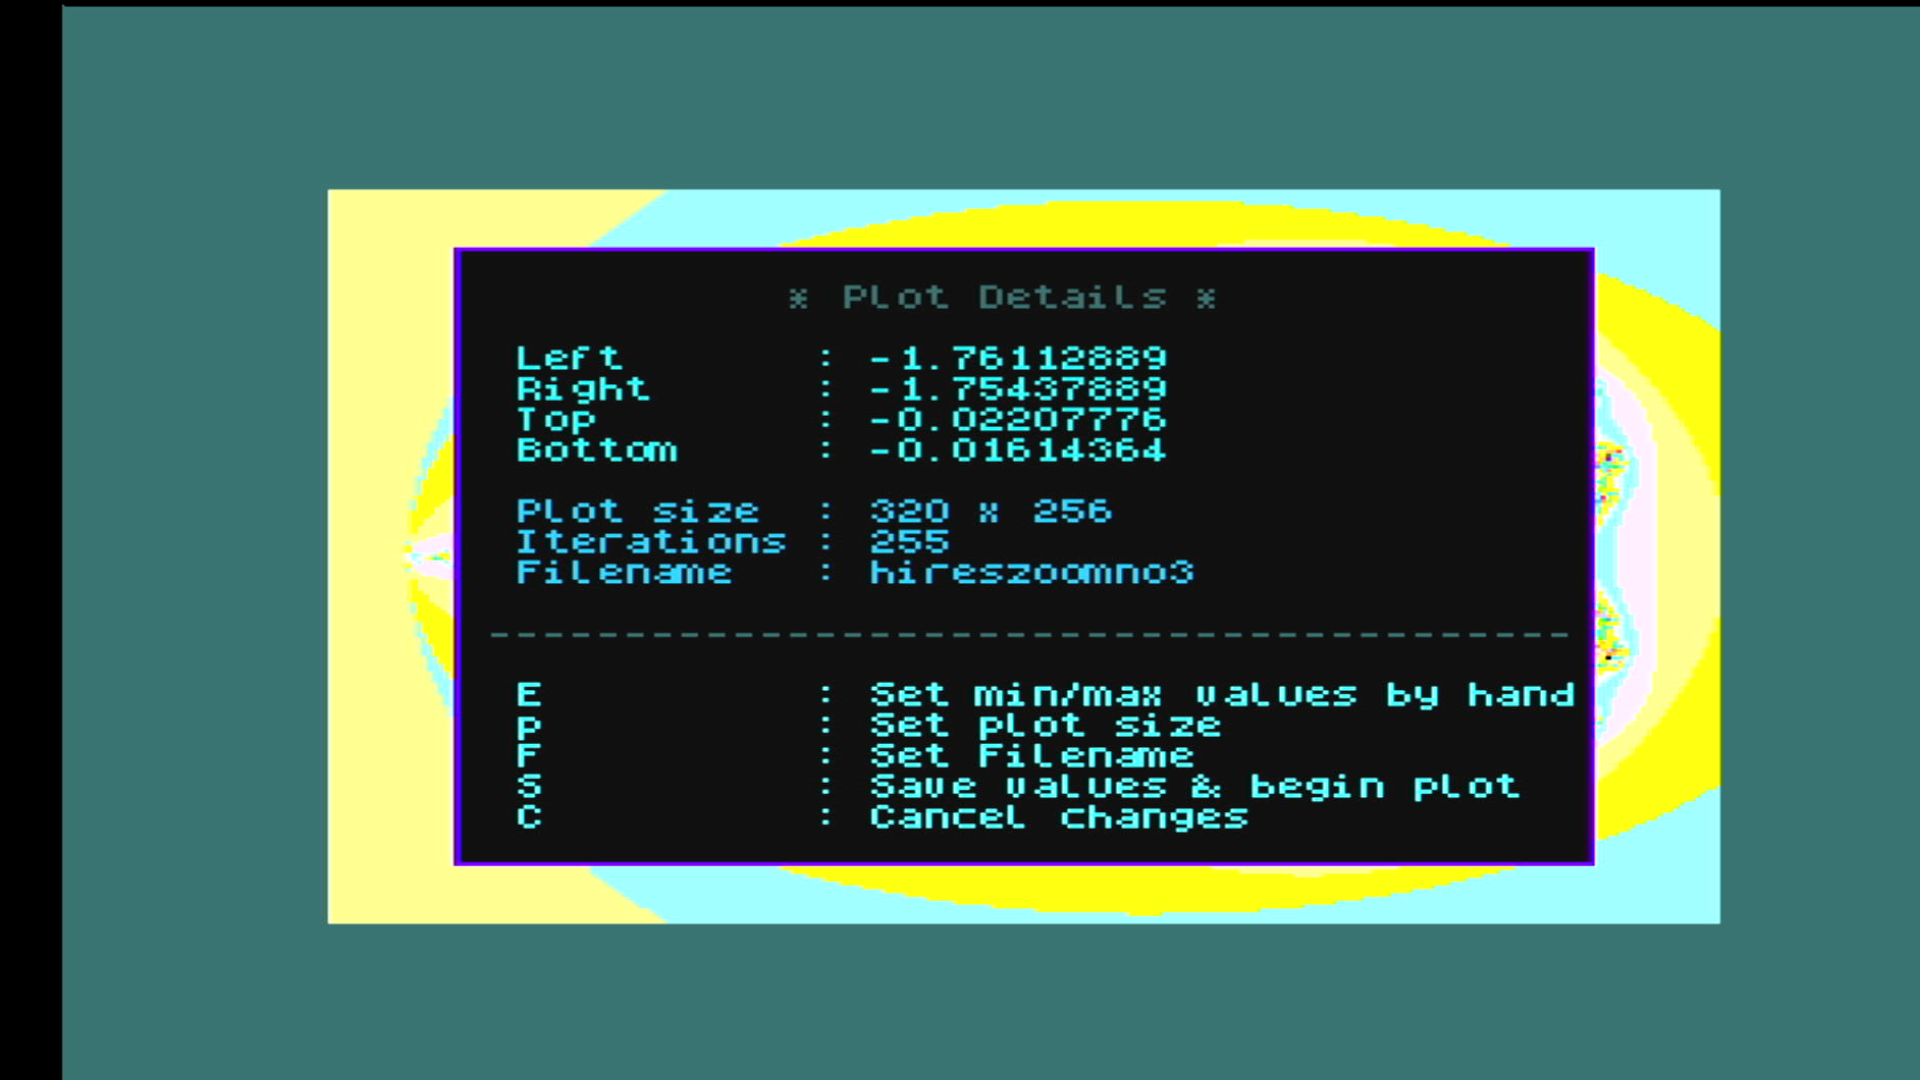 * Plot Details *
Left : -1.76112889
Right : -1.75437889
Top : -0.02207776
Bottom : -0.01614364
Plot size : 320 x 256
Iterations : 255
Filename : hireszoomno3
----------------------------------------
E : Set min/max values by hand
P : Set plot size
F : Set Filename
S : Save values & begin plot
C : Cancel changes